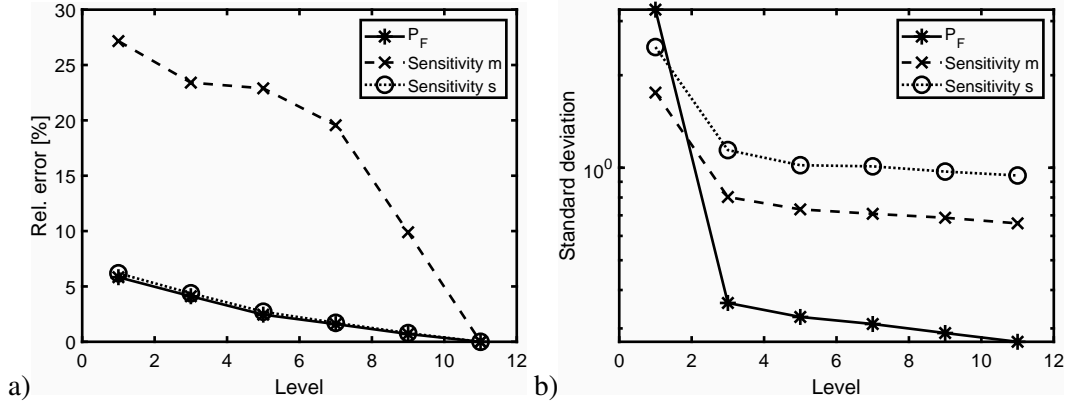 30
25
20
15
10
5
0
Rel. error [%]
0 2 4 6 8 10 12
Level
P_F
Sensitivity m
Sensitivity s
a)
10^0
Standard deviation
0 2 4 6 8 10 12
Level
P_F
Sensitivity m
Sensitivity s
b)